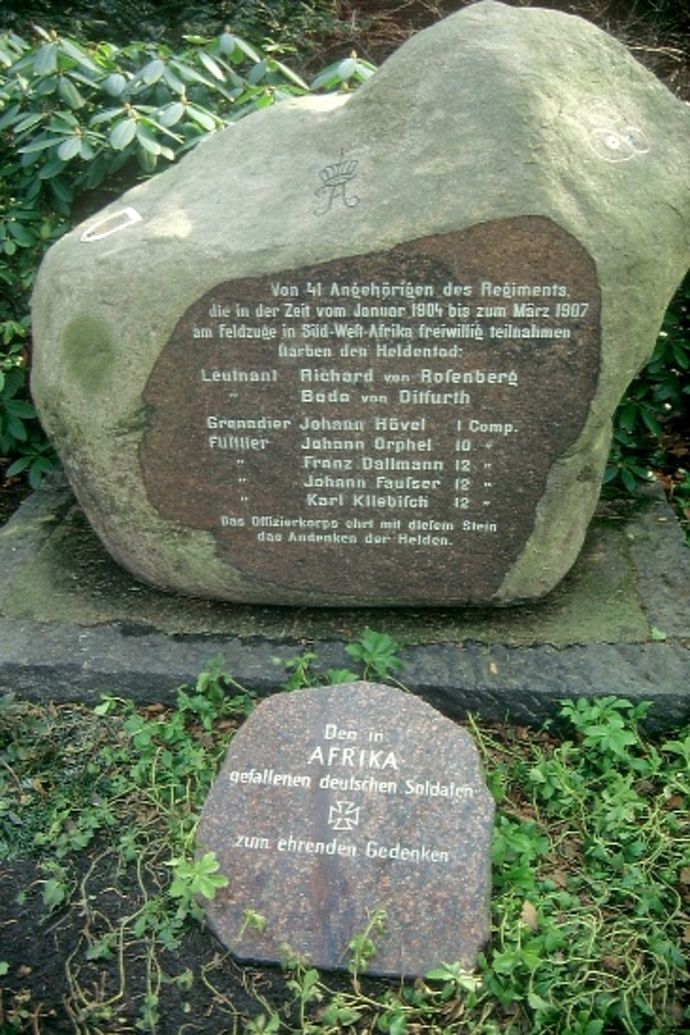 Von 41 Angehörigen des Regiments,
die in der Zeit vom Januar 1904 bis zum März 1907
am Feldzuge in Süd-West-Afrika freiwillig teilnahmen
starben den Heldentod:
Leutnant Richard von Rosenberg
" Bodo von Ditfurth
Grenadier Johann Hövel 1 Comp.
Füsilier Johann Orphel 10 "
" Franz Dallmann 12 "
" Johann Faulser 12 "
" Karl Kliebisch 12 "
Das Offizierkorps ehrt mit diesem Stein
das Andenken der Helden.
Den in
AFRIKA
gefallenen deutschen Soldaten
zum ehrenden Gedenken